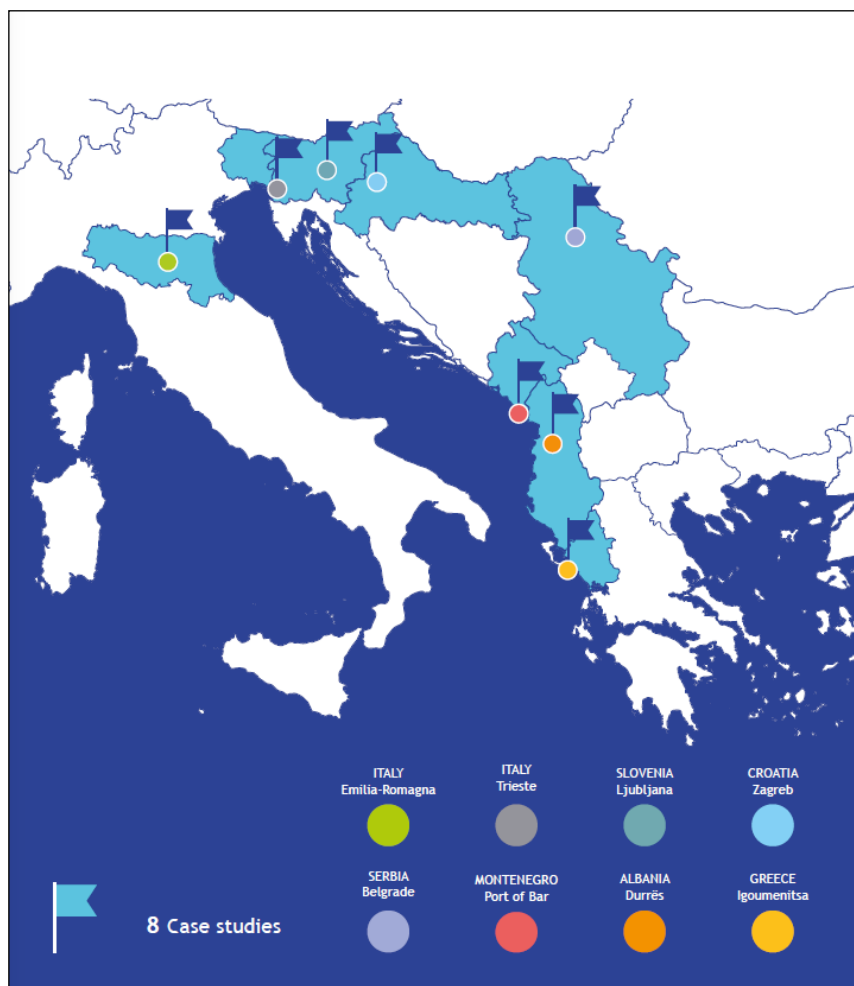 ITALY
Emilia-Romagna
ITALY
Trieste
SLOVENIA
Ljubljana
CROATIA
Zagreb
SERBIA
Belgrade
MONTENEGRO
Port of Bar
ALBANIA
Durrës
GREECE
Igoumenitsa
8 Case studies